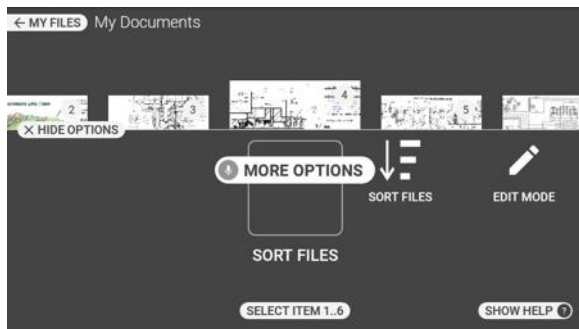 ← MY FILES My Documents
2
3
4
5
X HIDE OPTIONS
MORE OPTIONS
SORT FILES
EDIT MODE
SORT FILES
SELECT ITEM 1..6
SHOW HELP ?